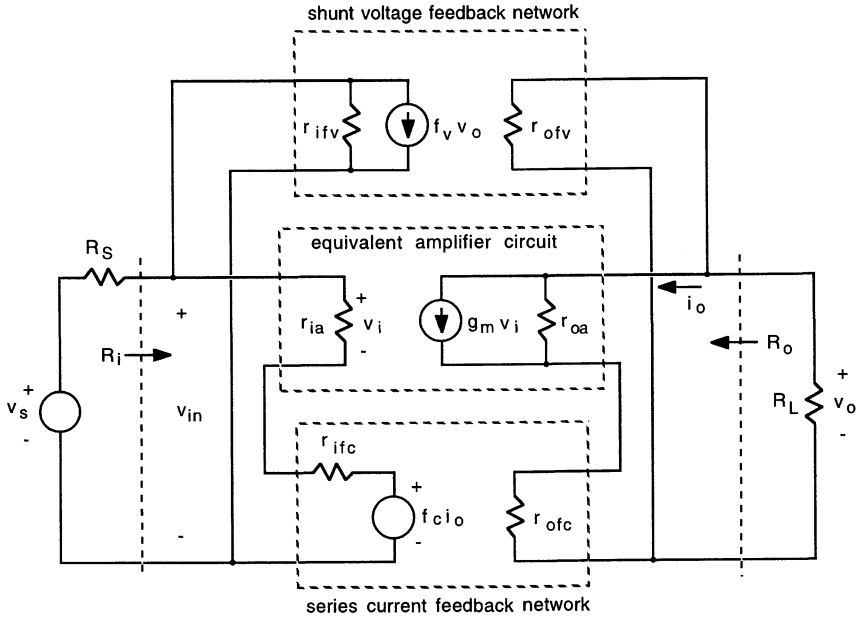 shunt voltage feedback network
r ifv
f v v o
r ofv
equivalent amplifier circuit
R S
+
r ia
+
v i
-
g m v i
r oa
i o
R i
R o
v s
+
-
v in
-
R L
+
v o
-
r ifc
+
f c i o
-
r ofc
series current feedback network